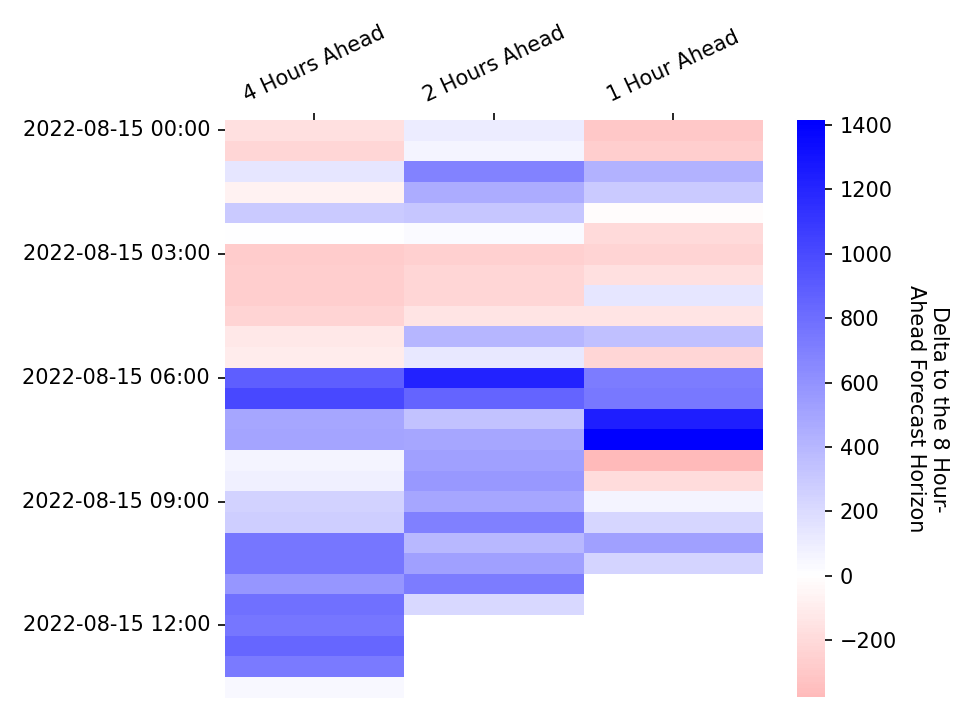 4 Hours Ahead
2 Hours Ahead
1 Hour Ahead
2022-08-15 00:00
2022-08-15 03:00
2022-08-15 06:00
2022-08-15 09:00
2022-08-15 12:00
1400
1200
1000
800
600
400
200
0
−200
Delta to the 8 Hour-
Ahead Forecast Horizon